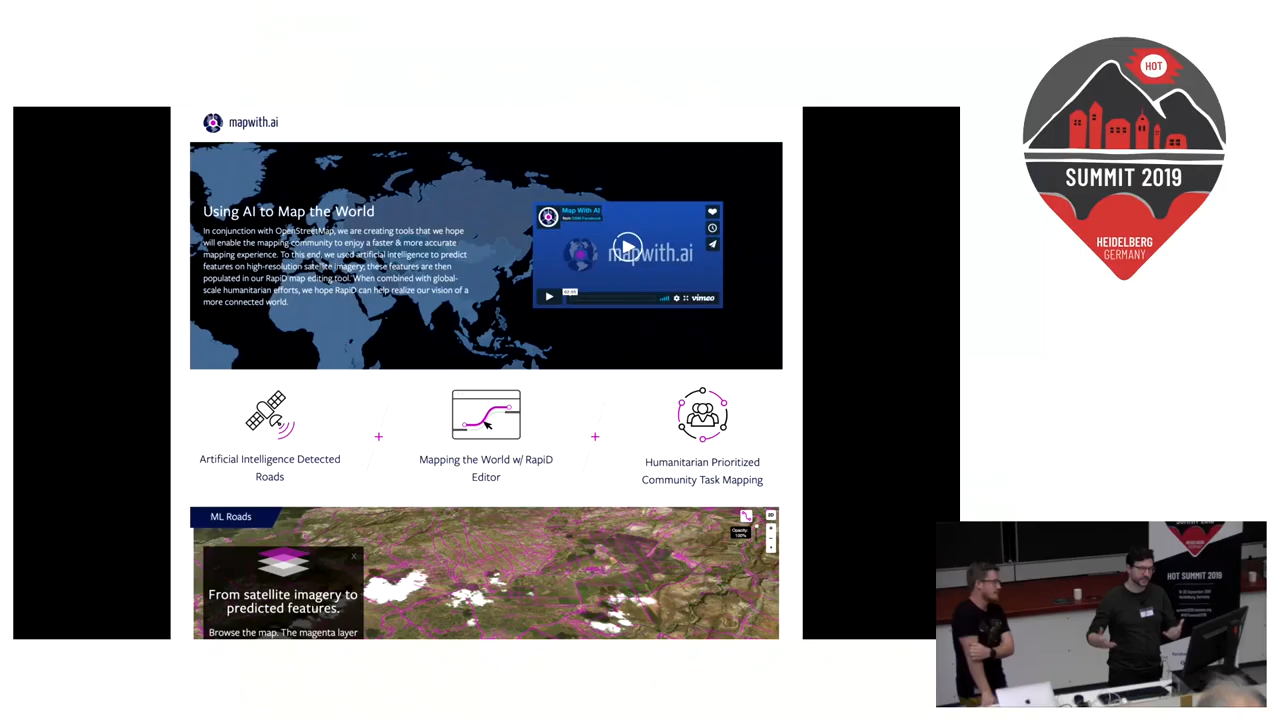 mapwith.ai
Using AI to Map the World
In conjunction with OpenStreetMap, we are creating tools that we hope
will enable the mapping community to enjoy a faster & more accurate
mapping experience. To this end, we used artificial intelligence to predict
features on high-resolution satellite imagery; these features are then
populated in our RapiD map editing tool. When combined with global-
scale humanitarian efforts, we hope RapiD can help realize our vision of a
more connected world.
Map With AI
mapwith.ai
vimeo
Artificial Intelligence Detected
Roads
+
Mapping the World w/ RapiD
Editor
+
Humanitarian Prioritized
Community Task Mapping
ML Roads
Opacity:
100%
2D
+
-
X
From satellite imagery to
predicted features.
Browse the map. The magenta layer
HOT
SUMMIT 2019
HEIDELBERG
GERMANY
SUMMIT 2019
HOT SUMMIT 2019